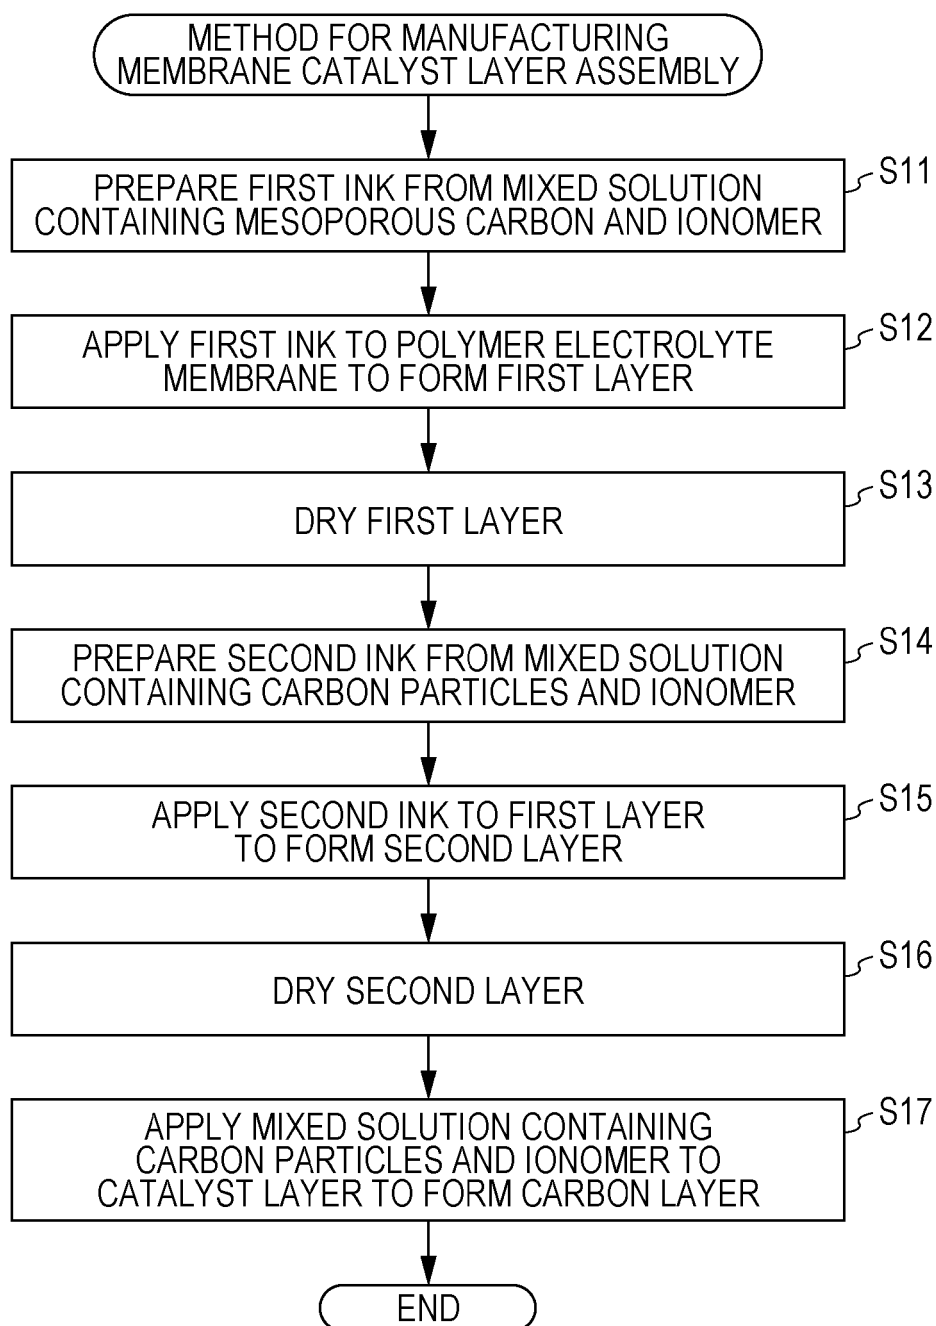 METHOD FOR MANUFACTURING
MEMBRANE CATALYST LAYER ASSEMBLY
S11
PREPARE FIRST INK FROM MIXED SOLUTION
CONTAINING MESOPOROUS CARBON AND IONOMER
S12
APPLY FIRST INK TO POLYMER ELECTROLYTE
MEMBRANE TO FORM FIRST LAYER
S13
DRY FIRST LAYER
S14
PREPARE SECOND INK FROM MIXED SOLUTION
CONTAINING CARBON PARTICLES AND IONOMER
S15
APPLY SECOND INK TO FIRST LAYER
TO FORM SECOND LAYER
S16
DRY SECOND LAYER
S17
APPLY MIXED SOLUTION CONTAINING
CARBON PARTICLES AND IONOMER TO
CATALYST LAYER TO FORM CARBON LAYER
END